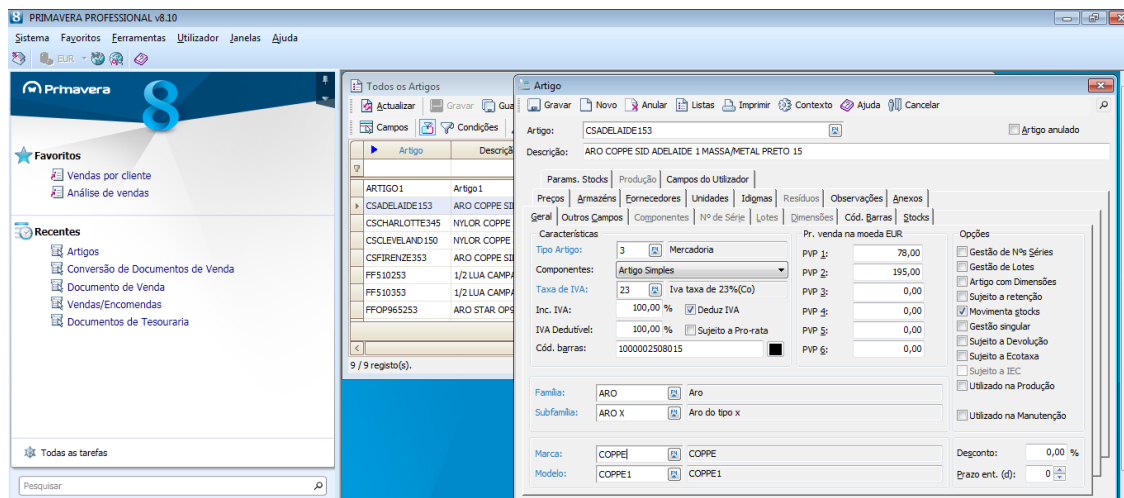 8 PRIMAVERA PROFESSIONAL v8.10
Sistema Favoritos Ferramentas Utilizador Janelas Ajuda
EUR
Primavera
8
Favoritos
Vendas por cliente
Análise de vendas
Recentes
Artigos
Conversão de Documentos de Venda
Documento de Venda
Vendas/Encomendas
Documentos de Tesouraria
Todas as tarefas
Pesquisar
Todos os Artigos
Actualizar Gravar Gua
Campos Condições
Artigo Descriçã
ARTIGO1 Artigo1
CSADELAIDE153 ARO COPPE SI
CSCHARLOTTE345 NYLOR COPPE
CSCLEVELAND150 NYLOR COPPE
CSFIRENZE353 ARO COPPE SI
FF510253 1/2 LUA CAMPA
FF510353 1/2 LUA CAMPA
FFOP965253 ARO STAR OP9
9 / 9 registo(s).
Artigo
Gravar Novo Anular Listas Imprimir Contexto Ajuda Cancelar
Artigo: CSADELAIDE153 Artigo anulado
Descrição: ARO COPPE SID ADELAIDE 1 MASSA/METAL PRETO 15
Params. Stocks Produção Campos do Utilizador
Preços Armazéns Fornecedores Unidades Idiomas Resíduos Observações Anexos
Geral Outros Campos Componentes Nº de Série Lotes Dimensões Cód. Barras Stocks
Características
Tipo Artigo: 3 Mercadoria
Componentes: Artigo Simples
Taxa de IVA: 23 Iva taxa de 23%(Co)
Inc. IVA: 100,00 % Deduz IVA
IVA Dedutível: 100,00 % Sujeito a Pro-rata
Cód. barras: 1000002508015
Pr. venda na moeda EUR
PVP 1: 78,00
PVP 2: 195,00
PVP 3: 0,00
PVP 4: 0,00
PVP 5: 0,00
PVP 6: 0,00
Opções
Gestão de Nºs Séries
Gestão de Lotes
Artigo com Dimensões
Sujeito a retenção
Movimenta stocks
Gestão singular
Sujeito a Devolução
Sujeito a Ecotaxa
Sujeito a IEC
Utilizado na Produção
Utilizado na Manutenção
Família: ARO Aro
Subfamília: ARO X Aro do tipo x
Marca: COPPE COPPE
Modelo: COPPE1 COPPE1
Desconto: 0,00 %
Prazo ent. (d): 0